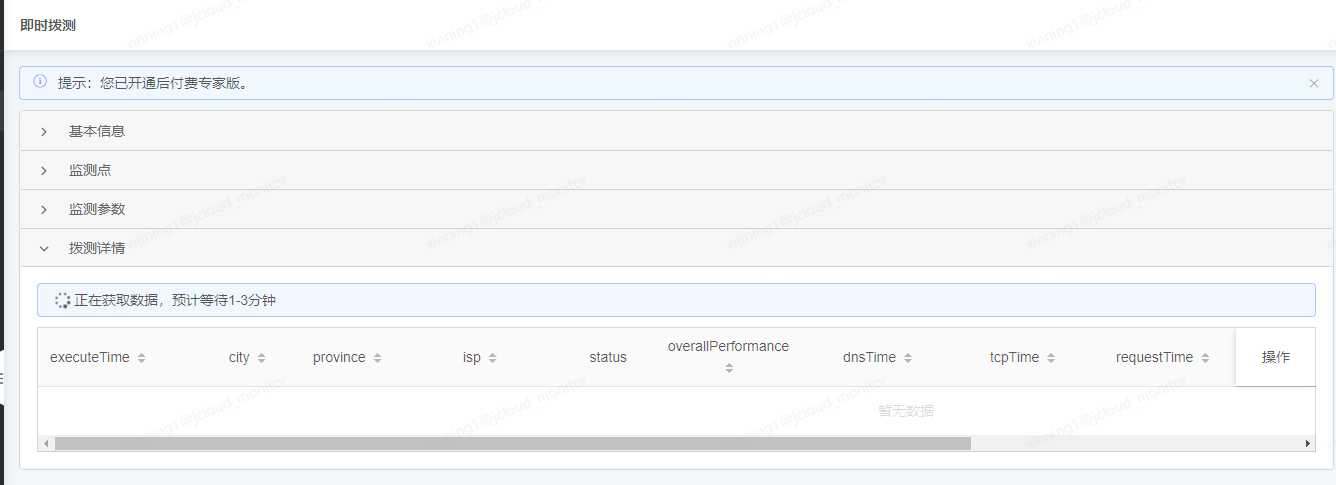 即时拨测
提示：您已开通后付费专家版。
基本信息
监测点
监测参数
拨测详情
正在获取数据，预计等待1-3分钟
executeTime city province isp status overallPerformance dnsTime tcpTime requestTime 操作
暂无数据
xinning1@jcloud_monitor